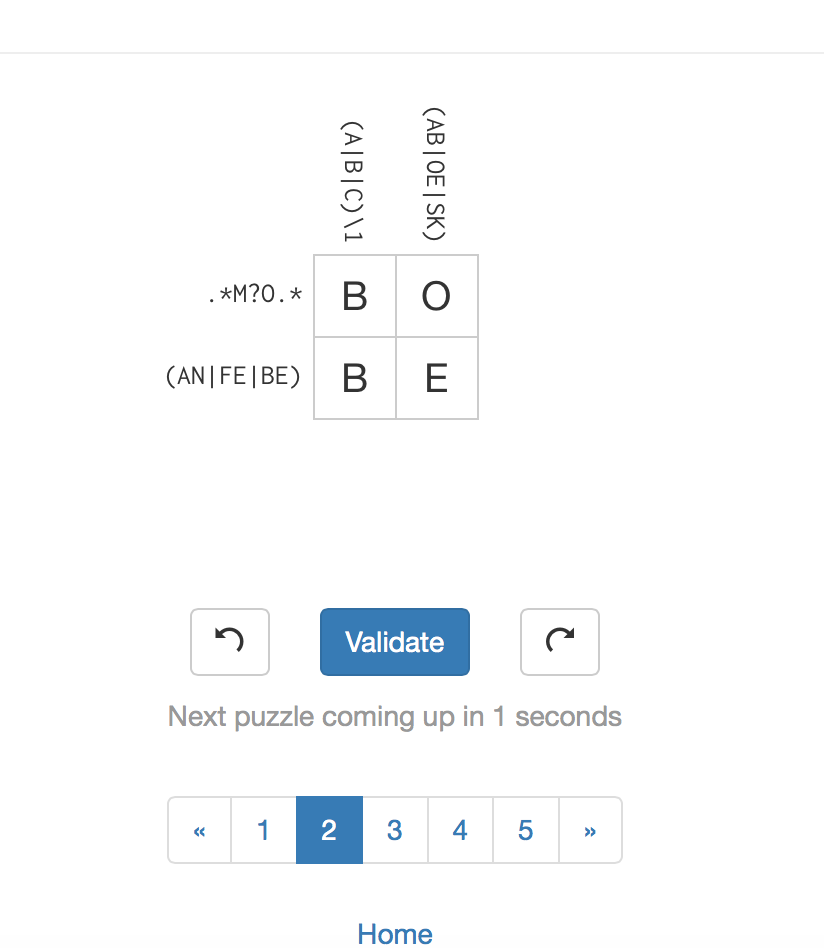 (A|B|C)\1
(AB|OE|SK)
.*M?O.* B O
(AN|FE|BE) B E
Validate
Next puzzle coming up in 1 seconds
« 1 2 3 4 5 »
Home